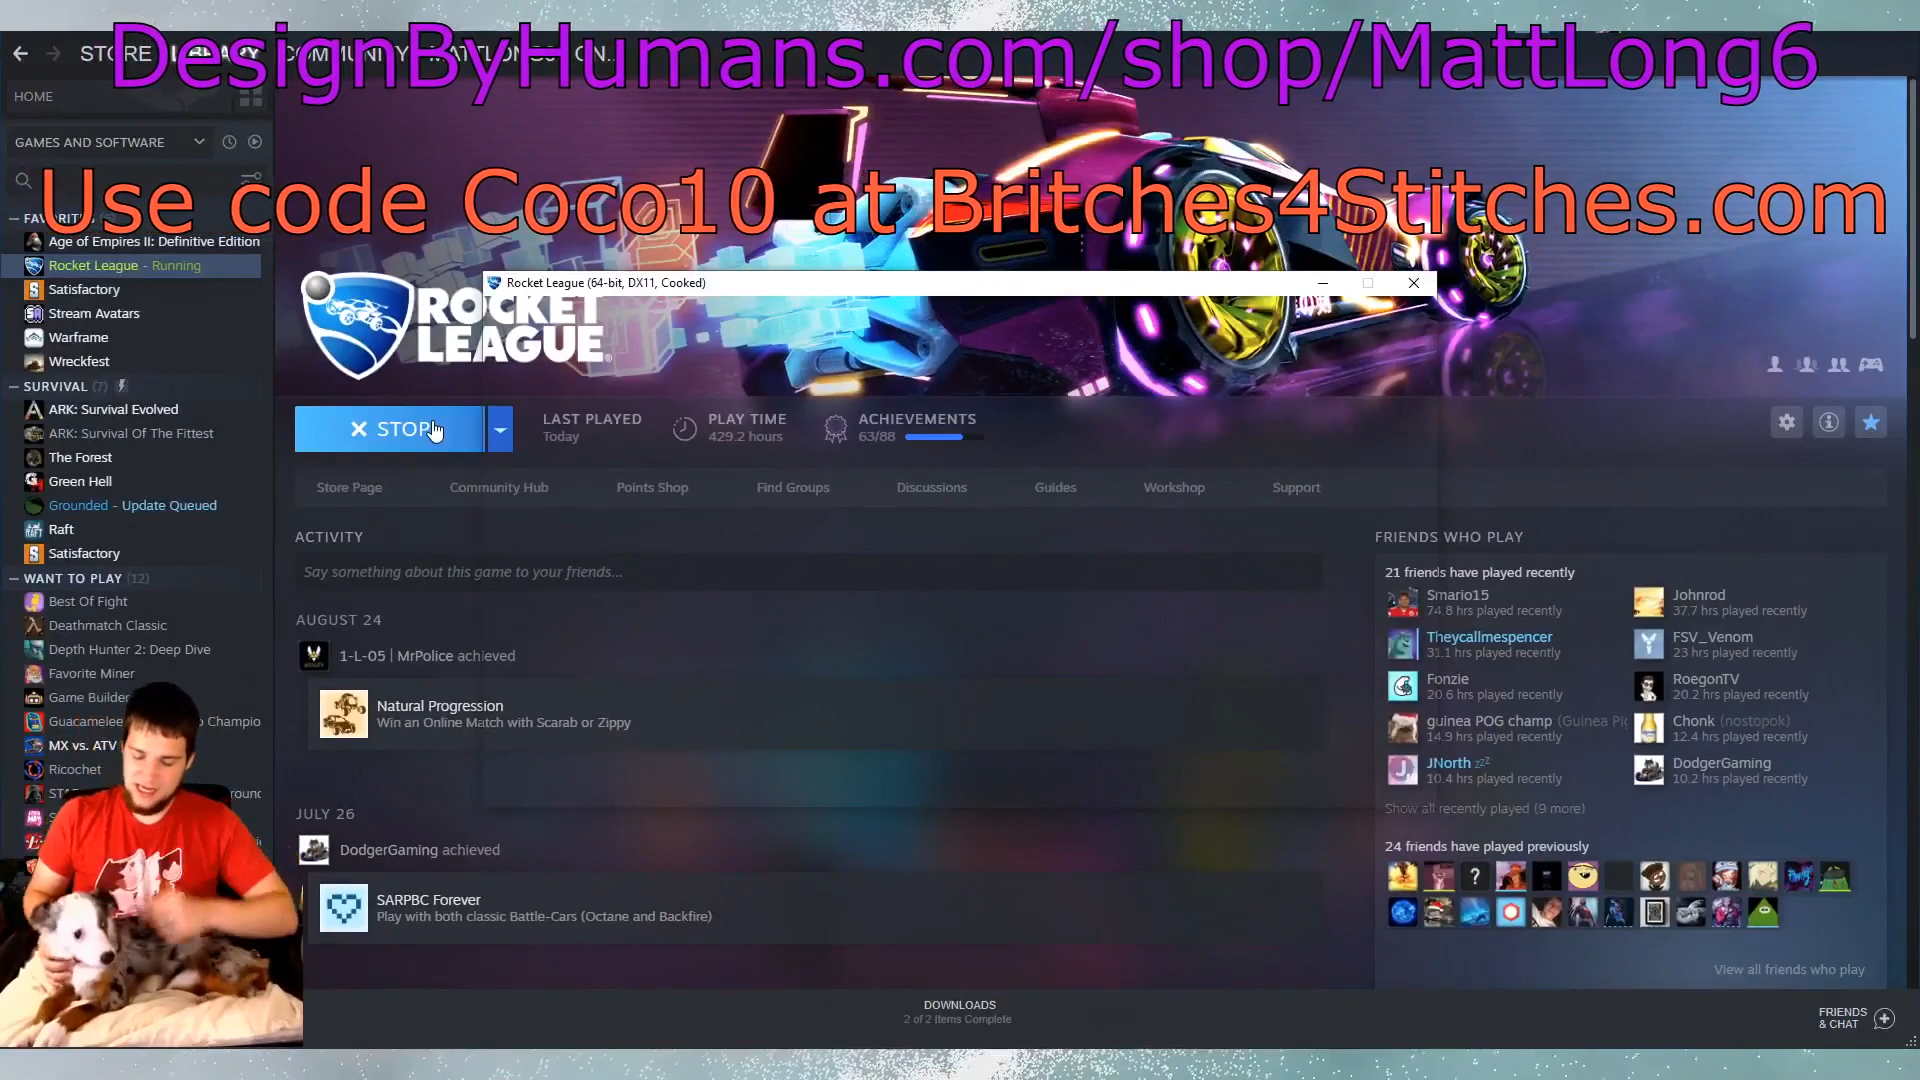 DesignByHumans.com/shop/MattLong6
STORE LIBRARY COMMUNITY
HOME
GAMES AND SOFTWARE
Use code Coco10 at Britches4Stitches.com
FAVORITES
Age of Empires II: Definitive Edition
Rocket League - Running
Satisfactory
Stream Avatars
Warframe
Wreckfest
SURVIVAL (7)
ARK: Survival Evolved
ARK: Survival Of The Fittest
The Forest
Green Hell
Grounded - Update Queued
Raft
Satisfactory
WANT TO PLAY (12)
Best Of Fight
Deathmatch Classic
Depth Hunter 2: Deep Dive
Favorite Miner
Game Builder
Guacamelee
MX vs. ATV
Ricochet
Rocket League (64-bit, DX11, Cooked)
ROCKET
LEAGUE
STOP
LAST PLAYED
Today
PLAY TIME
429.2 hours
ACHIEVEMENTS
63/88
Store Page
Community Hub
Points Shop
Find Groups
Discussions
Guides
Workshop
Support
ACTIVITY
Say something about this game to your friends...
AUGUST 24
1-L-05 | MrPolice achieved
Natural Progression
Win an Online Match with Scarab or Zippy
JULY 26
DodgerGaming achieved
SARPBC Forever
Play with both classic Battle-Cars (Octane and Backfire)
FRIENDS WHO PLAY
21 friends have played recently
Smario15
74.8 hrs played recently
Johnrod
37.7 hrs played recently
Theycallmespencer
31.1 hrs played recently
FSV_Venom
23 hrs played recently
Fonzie
20.6 hrs played recently
RoegonTV
20.2 hrs played recently
guinea POG champ (Guinea Pi
14.9 hrs played recently
Chonk (nostopok)
12.4 hrs played recently
JNorth zzz
10.4 hrs played recently
DodgerGaming
10.2 hrs played recently
Show all recently played (9 more)
24 friends have played previously
View all friends who play
DOWNLOADS
2 of 2 Items Complete
FRIENDS
& CHAT